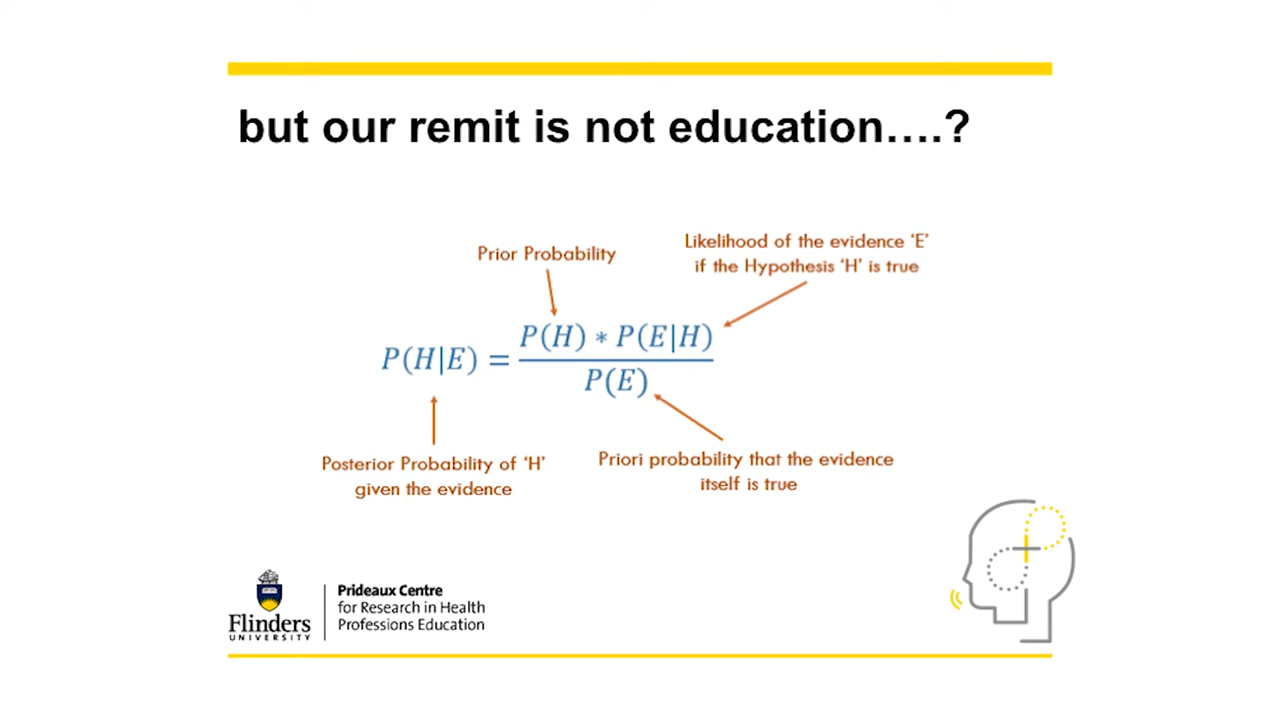 but our remit is not education….?
Prior Probability
Likelihood of the evidence ‘E’
if the Hypothesis ‘H’ is true
P(H|E) = P(H) ∗ P(E|H) / P(E)
Posterior Probability of ‘H’
given the evidence
Priori probability that the evidence
itself is true
Flinders
UNIVERSITY
Prideaux Centre
for Research in Health
Professions Education